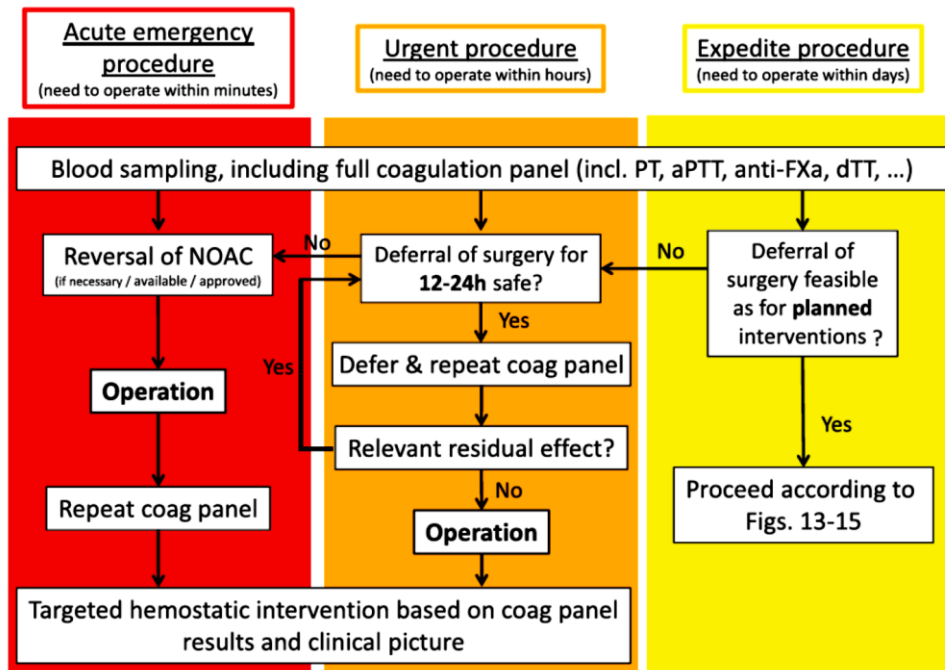 Acute emergency
procedure
(need to operate within minutes)
Urgent procedure
(need to operate within hours)
Expedite procedure
(need to operate within days)
Blood sampling, including full coagulation panel (incl. PT, aPTT, anti-FXa, dTT, ...)
Reversal of NOAC
(if necessary / available / approved)
No
Deferral of surgery for
12-24h safe?
No
Deferral of
surgery feasible
as for planned
interventions ?
Yes
Yes
Defer & repeat coag panel
Operation
Yes
Relevant residual effect?
No
Repeat coag panel
Operation
Proceed according to
Figs. 13-15
Targeted hemostatic intervention based on coag panel
results and clinical picture